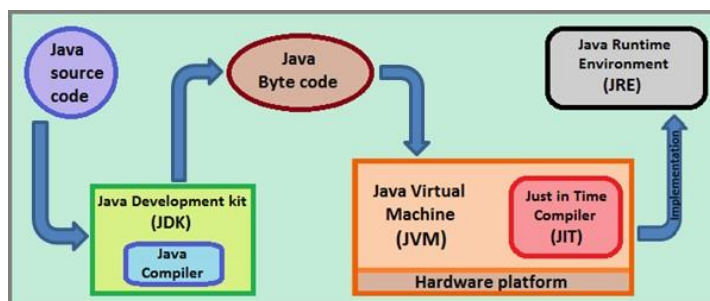 Java
source
code
Java
Byte code
Java Runtime
Environment
(JRE)
Java Development kit
(JDK)
Java
Compiler
Java Virtual
Machine
(JVM)
Just in Time
Compiler
(JIT)
Hardware platform
Implementation